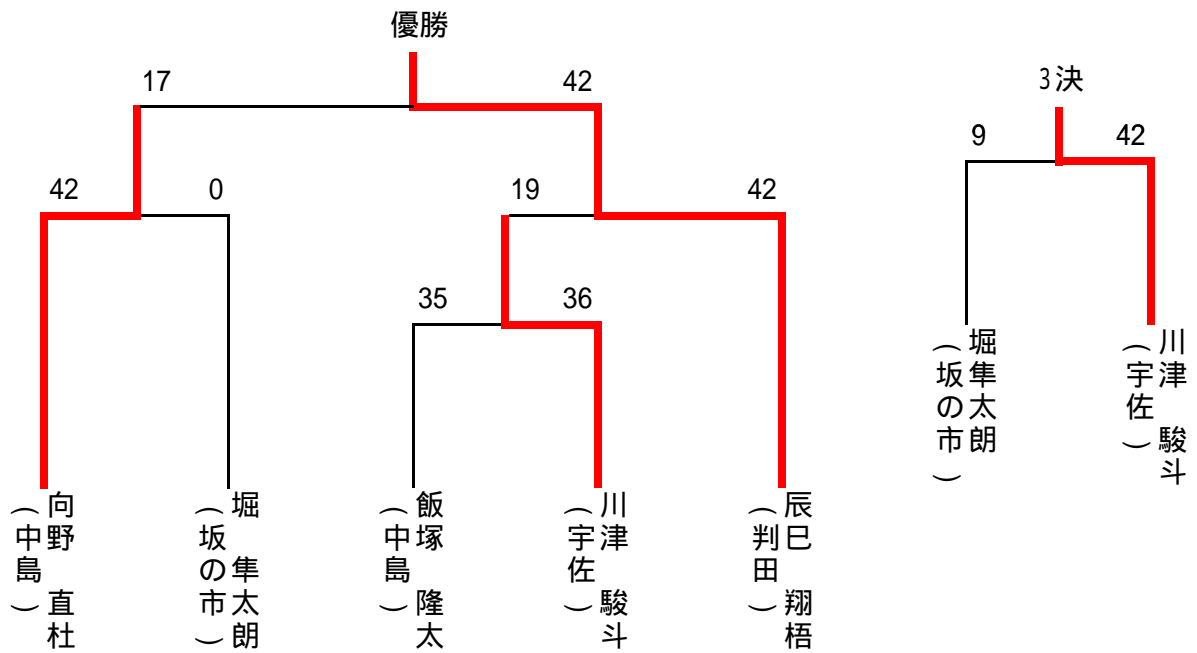 優勝
17
42
3決
9
42
42
0
19
42
35
36
堀隼太朗
(坂の市)
川津 駿斗
(宇佐)
向野 直杜
(中島)
堀 隼太朗
(坂の市)
飯塚 隆太
(中島)
川津 駿斗
(宇佐)
辰巳 翔梧
(判田)